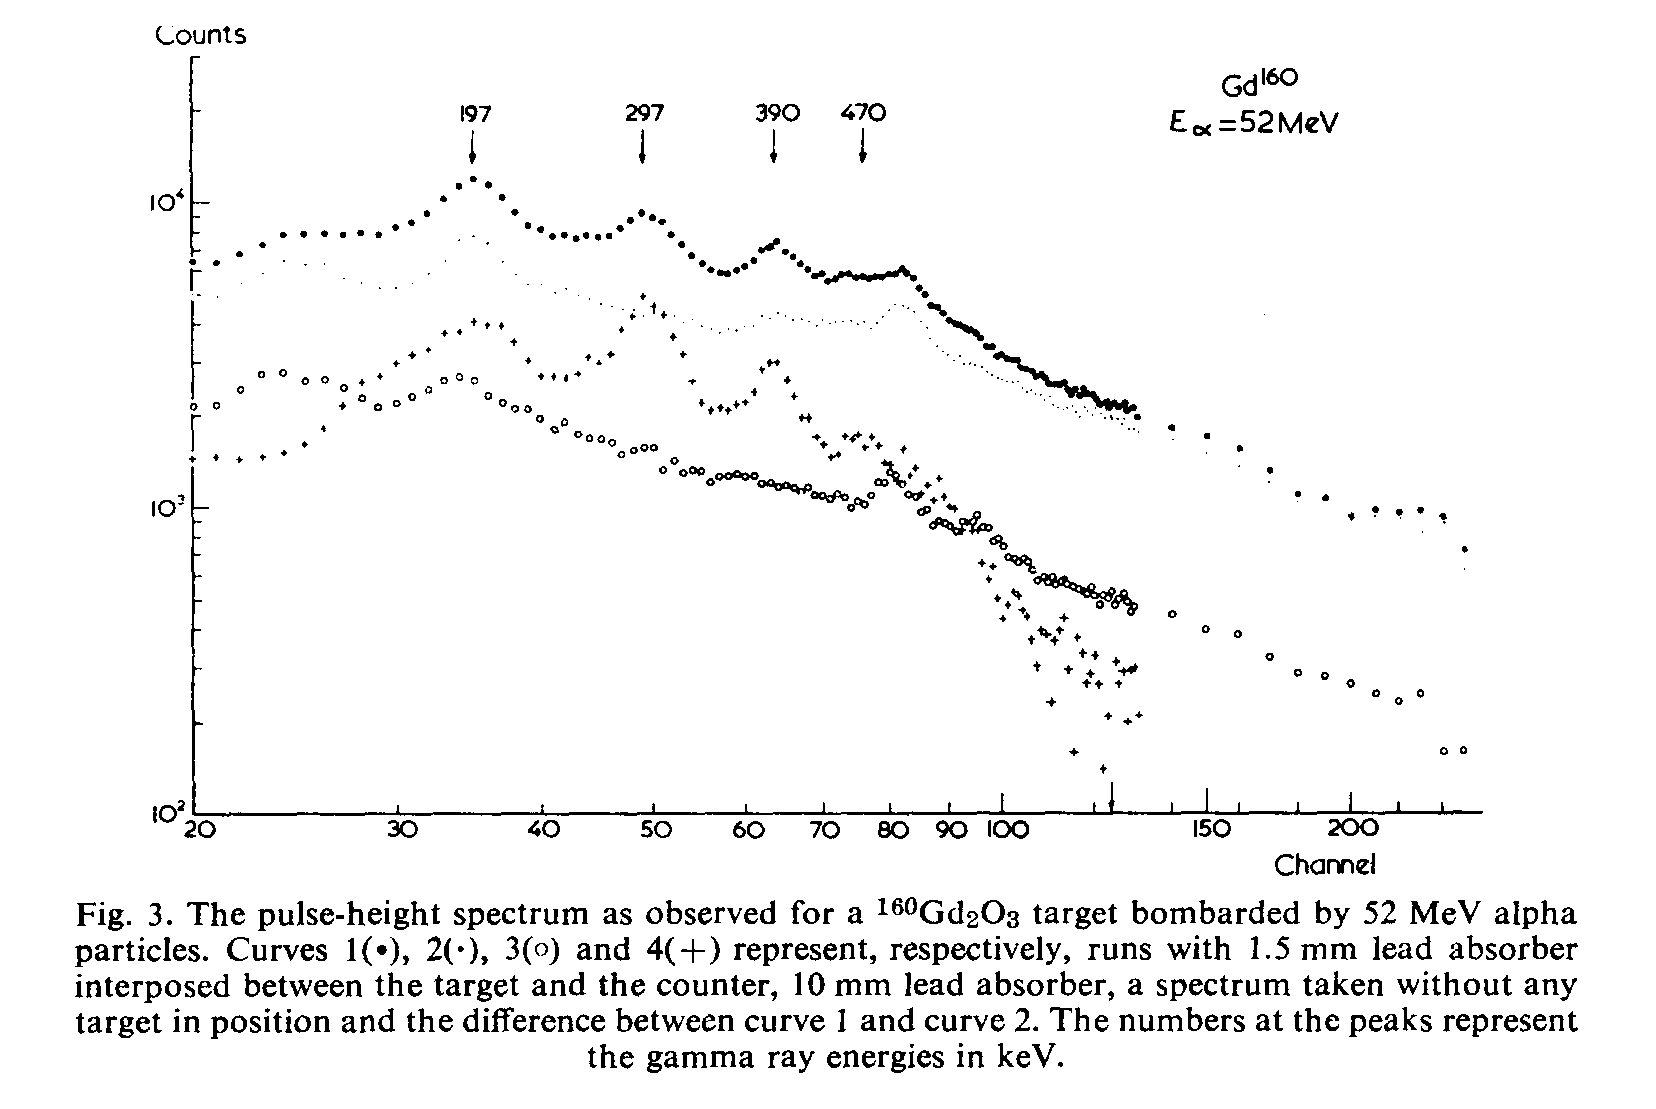 Counts
Gd¹⁶⁰
197 297 390 470
E α =52MeV
10⁴
10³
10²
20 30 40 50 60 70 80 90 100 150 200
Channel
Fig. 3. The pulse-height spectrum as observed for a ¹⁶⁰Gd₂O₃ target bombarded by 52 MeV alpha
particles. Curves 1(•), 2(·), 3(○) and 4(+) represent, respectively, runs with 1.5 mm lead absorber
interposed between the target and the counter, 10 mm lead absorber, a spectrum taken without any
target in position and the difference between curve 1 and curve 2. The numbers at the peaks represent
the gamma ray energies in keV.